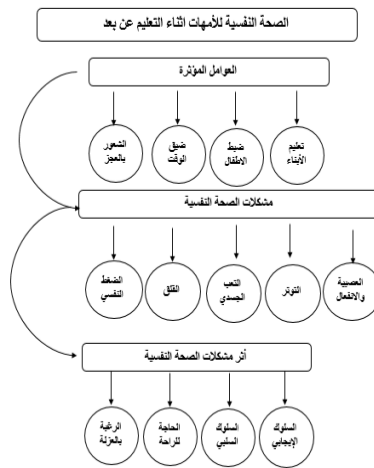 الصحة النفسية للأمهات اثناء التعليم عن بعد
العوامل المؤثرة
تعليم
الأبناء
ضبط
الاطفال
ضيق
الوقت
الشعور
بالعجز
مشكلات الصحة النفسية
العصبية
والانفعال
التوتر
التعب
الجسدي
القلق
الضغط
النفسي
أثر مشكلات الصحة النفسية
السلوك
الإيجابي
السلوك
السلبي
الحاجة
للراحة
الرغبة
بالعزلة